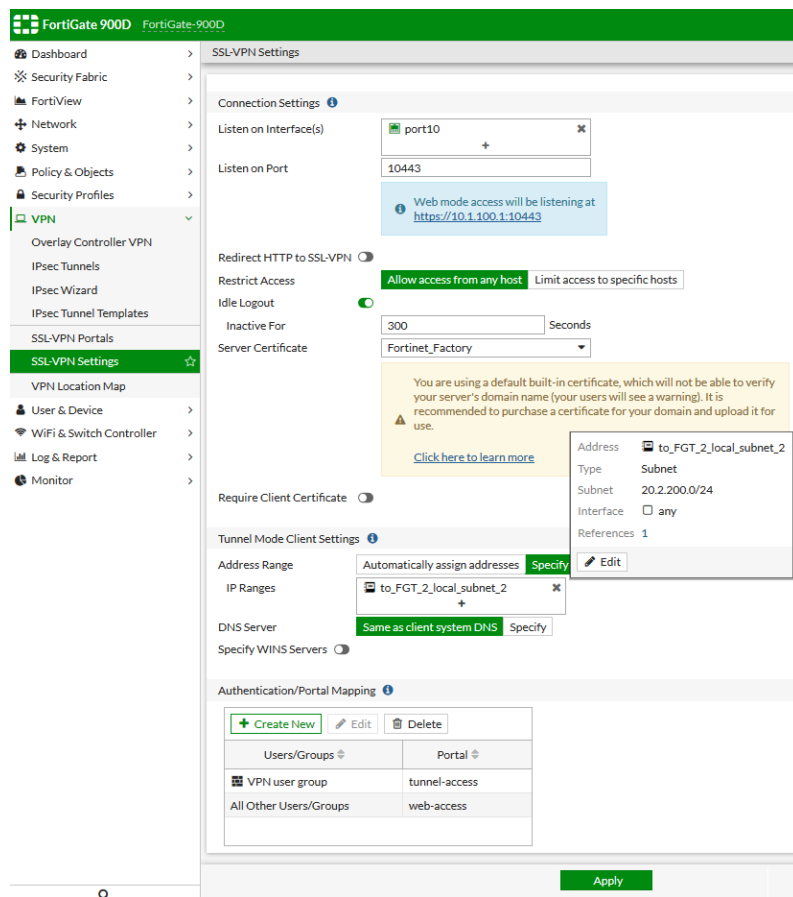 FortiGate 900D FortiGate-900D
Dashboard
Security Fabric
FortiView
Network
System
Policy & Objects
Security Profiles
VPN
Overlay Controller VPN
IPsec Tunnels
IPsec Wizard
IPsec Tunnel Templates
SSL-VPN Portals
SSL-VPN Settings
VPN Location Map
User & Device
WiFi & Switch Controller
Log & Report
Monitor
SSL-VPN Settings
Connection Settings
Listen on Interface(s) port10
+
Listen on Port 10443
Web mode access will be listening at
https://10.1.100.1:10443
Redirect HTTP to SSL-VPN
Restrict Access Allow access from any host Limit access to specific hosts
Idle Logout
Inactive For 300 Seconds
Server Certificate Fortinet_Factory
You are using a default built-in certificate, which will not be able to verify
your server's domain name (your users will see a warning). It is
recommended to purchase a certificate for your domain and upload it for
use.
Click here to learn more
Require Client Certificate
Address to_FGT_2_local_subnet_2
Type Subnet
Subnet 20.2.200.0/24
Interface any
References 1
Edit
Tunnel Mode Client Settings
Address Range Automatically assign addresses Specify
IP Ranges to_FGT_2_local_subnet_2
+
DNS Server Same as client system DNS Specify
Specify WINS Servers
Authentication/Portal Mapping
+ Create New Edit Delete
Users/Groups Portal
VPN user group tunnel-access
All Other Users/Groups web-access
Apply